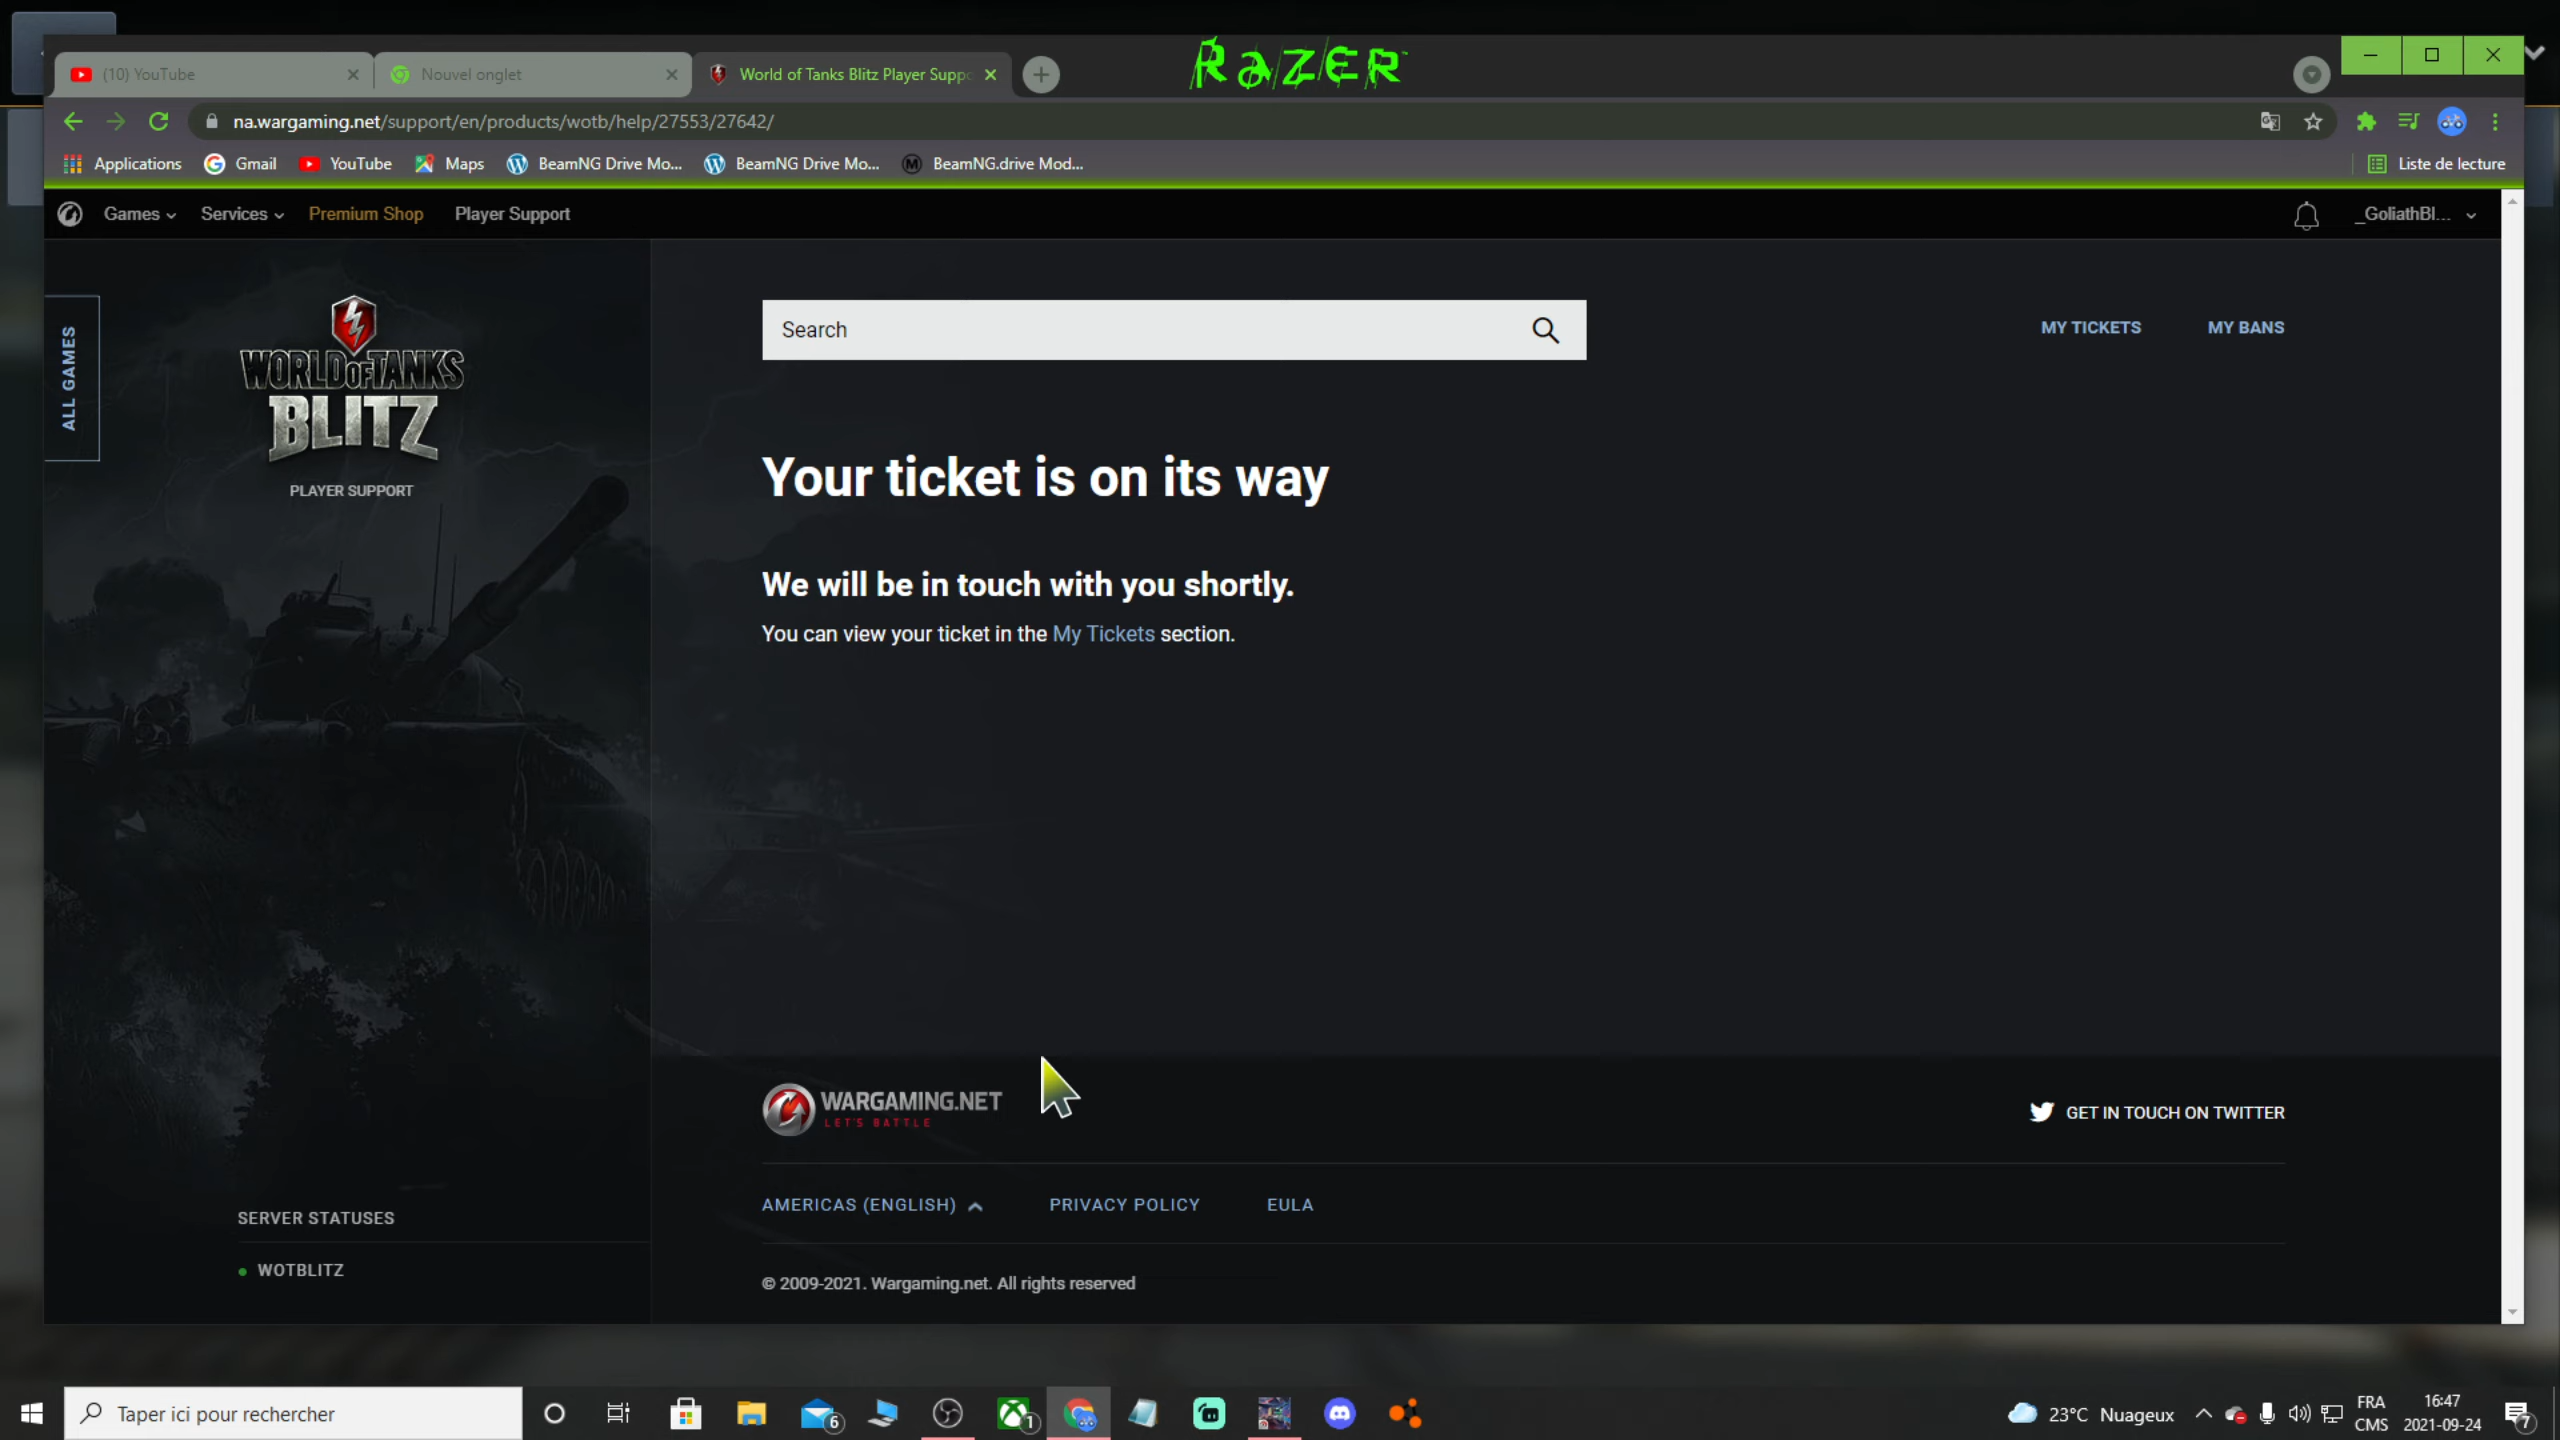 (10) YouTube
Nouvel onglet
World of Tanks Blitz Player Suppo
RAZER
na.wargaming.net/support/en/products/wotb/help/27553/27642/
Applications
Gmail
YouTube
Maps
BeamNG Drive Mo...
BeamNG Drive Mo...
BeamNG.drive Mod...
Liste de lecture
Games
Services
Premium Shop
Player Support
_GoliathBl...
ALL GAMES
WORLD OF TANKS
BLITZ
PLAYER SUPPORT
Search
MY TICKETS
MY BANS
Your ticket is on its way
We will be in touch with you shortly.
You can view your ticket in the My Tickets section.
WARGAMING.NET
LET'S BATTLE
GET IN TOUCH ON TWITTER
AMERICAS (ENGLISH)
PRIVACY POLICY
EULA
SERVER STATUSES
WOTBLITZ
© 2009-2021. Wargaming.net. All rights reserved
Taper ici pour rechercher
6
1
23°C Nuageux
FRA
CMS
16:47
2021-09-24
7